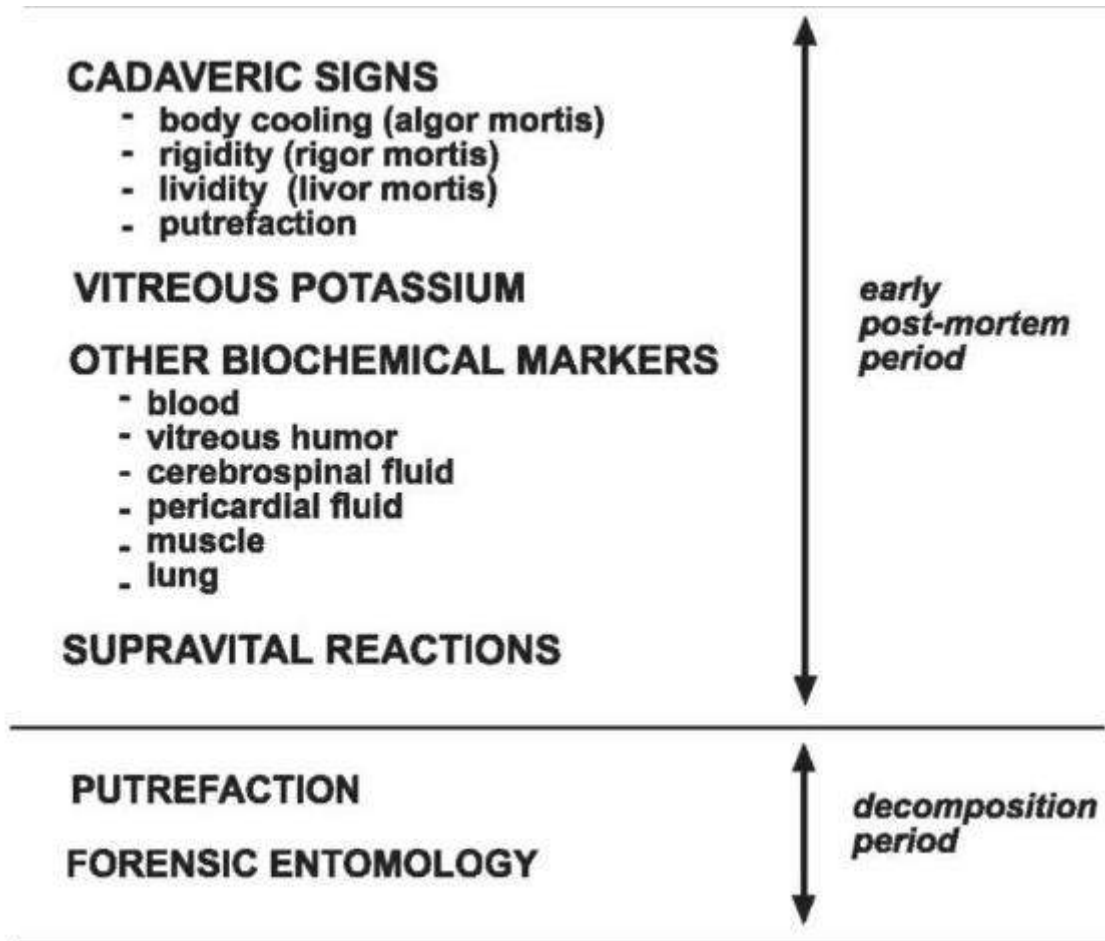 CADAVERIC SIGNS
- body cooling (algor mortis)
- rigidity (rigor mortis)
- lividity (livor mortis)
- putrefaction
VITREOUS POTASSIUM
OTHER BIOCHEMICAL MARKERS
- blood
- vitreous humor
- cerebrospinal fluid
- pericardial fluid
- muscle
- lung
SUPRAVITAL REACTIONS
early
post-mortem
period
PUTREFACTION
FORENSIC ENTOMOLOGY
decomposition
period